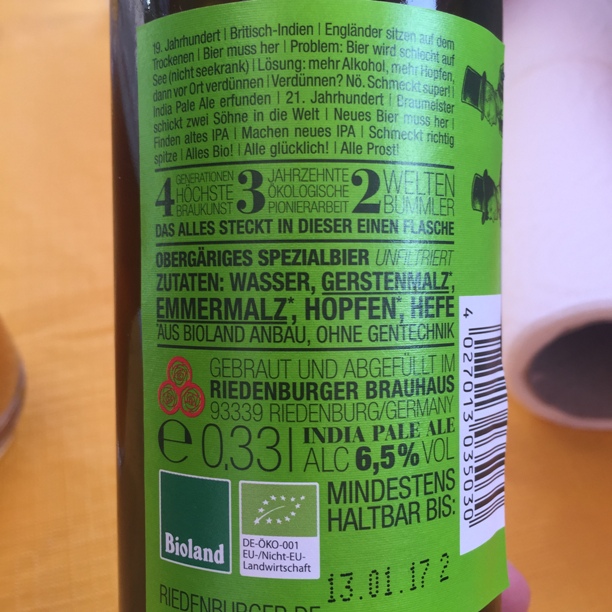 19. Jahrhundert | Britisch-Indien | Engländer sitzen auf dem
Trockenen | Bier muss her | Problem: Bier wird schlecht auf
See (nicht seekrank) | Lösung: mehr Alkohol, mehr Hopfen,
dann vor Ort verdünnen | Verdünnen? Nö. Schmeckt super! |
India Pale Ale erfunden | 21. Jahrhundert | Braumeister
schickt zwei Söhne in die Welt | Neues Bier muss her |
Finden altes IPA | Machen neues IPA | Schmeckt richtig
spitze | Alles Bio! | Alle glücklich! | Alle Prost!
4 GENERATIONEN HÖCHSTE BRAUKUNST 3 JAHRZEHNTE ÖKOLOGISCHE PIONIERARBEIT 2 WELTEN BUMMLER
DAS ALLES STECKT IN DIESER EINEN FLASCHE
OBERGÄRIGES SPEZIALBIER UNFILTRIERT
ZUTATEN: WASSER, GERSTENMALZ*,
EMMERMALZ*, HOPFEN*, HEFE
*AUS BIOLAND ANBAU, OHNE GENTECHNIK
GEBRAUT UND ABGEFÜLLT IM
RIEDENBURGER BRAUHAUS
93339 RIEDENBURG/GERMANY
e 0,33l INDIA PALE ALE
ALC 6,5% VOL
MINDESTENS
HALTBAR BIS:
Bioland
DE-ÖKO-001
EU-/Nicht-EU-
Landwirtschaft
13.01.17 2
RIEDENBURGER.DE
4 027013 035030